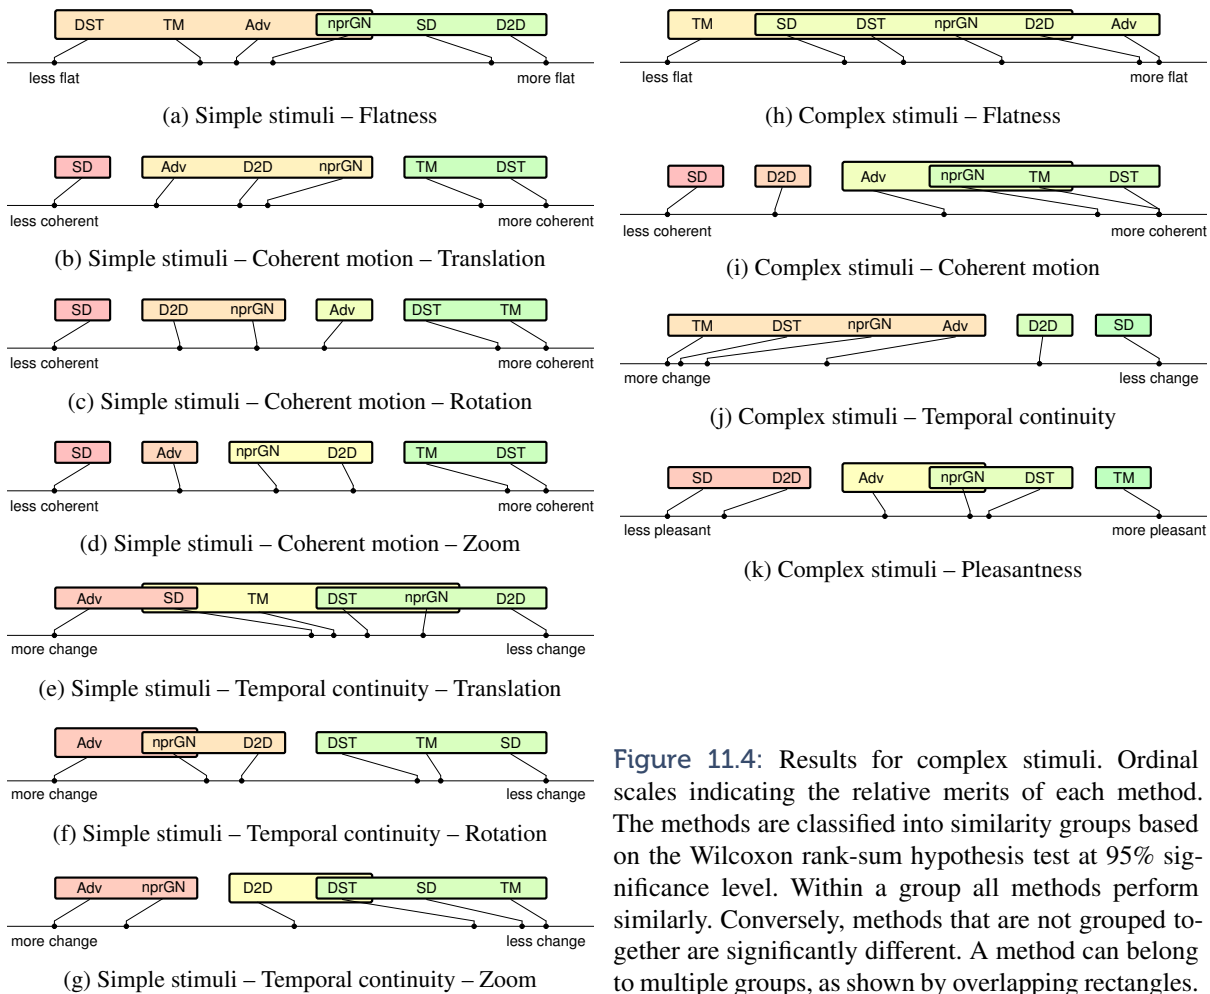 DST TM Adv nprGN SD D2D
less flat more flat
(a) Simple stimuli – Flatness
SD Adv D2D nprGN TM DST
less coherent more coherent
(b) Simple stimuli – Coherent motion – Translation
SD D2D nprGN Adv DST TM
less coherent more coherent
(c) Simple stimuli – Coherent motion – Rotation
SD Adv nprGN D2D TM DST
less coherent more coherent
(d) Simple stimuli – Coherent motion – Zoom
Adv SD TM DST nprGN D2D
more change less change
(e) Simple stimuli – Temporal continuity – Translation
Adv nprGN D2D DST TM SD
more change less change
(f) Simple stimuli – Temporal continuity – Rotation
Adv nprGN D2D DST SD TM
more change less change
(g) Simple stimuli – Temporal continuity – Zoom
TM SD DST nprGN D2D Adv
less flat more flat
(h) Complex stimuli – Flatness
SD D2D Adv nprGN TM DST
less coherent more coherent
(i) Complex stimuli – Coherent motion
TM DST nprGN Adv D2D SD
more change less change
(j) Complex stimuli – Temporal continuity
SD D2D Adv nprGN DST TM
less pleasant more pleasant
(k) Complex stimuli – Pleasantness
Figure 11.4: Results for complex stimuli. Ordinal
scales indicating the relative merits of each method.
The methods are classified into similarity groups based
on the Wilcoxon rank-sum hypothesis test at 95% sig-
nificance level. Within a group all methods perform
similarly. Conversely, methods that are not grouped to-
gether are significantly different. A method can belong
to multiple groups, as shown by overlapping rectangles.